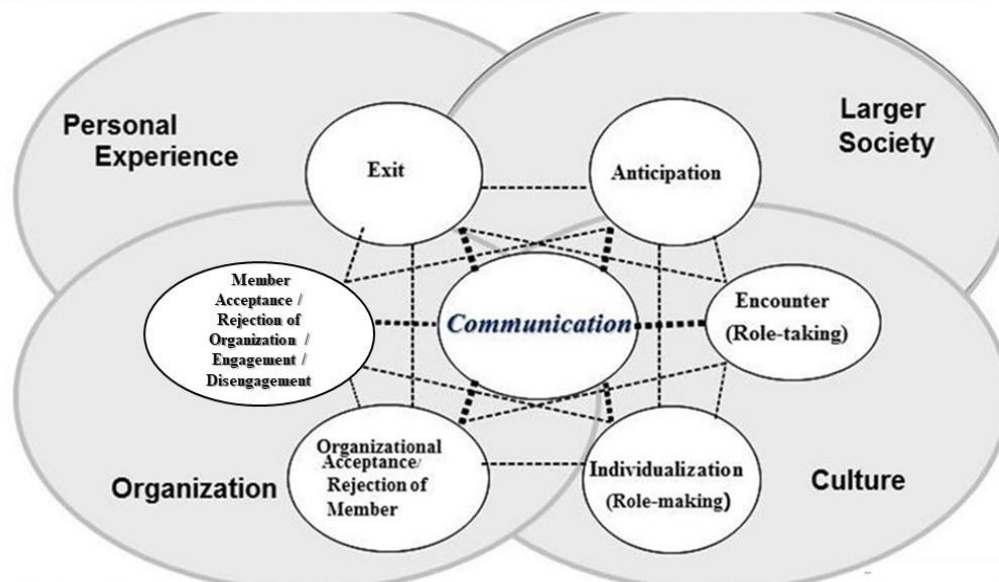 Personal
Experience
Larger
Society
Exit
Anticipation
Member
Acceptance /
Rejection of
Organization /
Engagement /
Disengagement
Communication
Encounter
(Role-taking)
Organizational
Acceptance/
Rejection of
Member
Individualization
(Role-making)
Organization
Culture